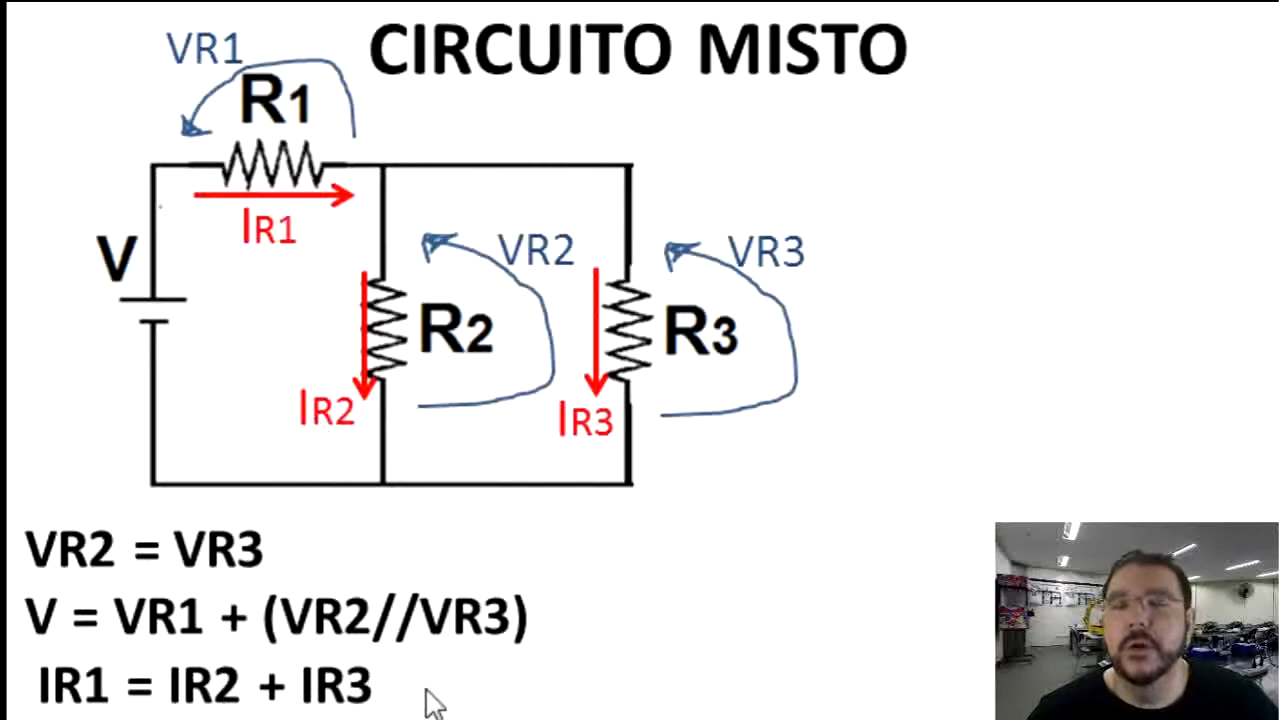 CIRCUITO MISTO
VR1
R1
IR1
V
VR2
R2
IR2
VR3
R3
IR3
VR2 = VR3
V = VR1 + (VR2//VR3)
IR1 = IR2 + IR3